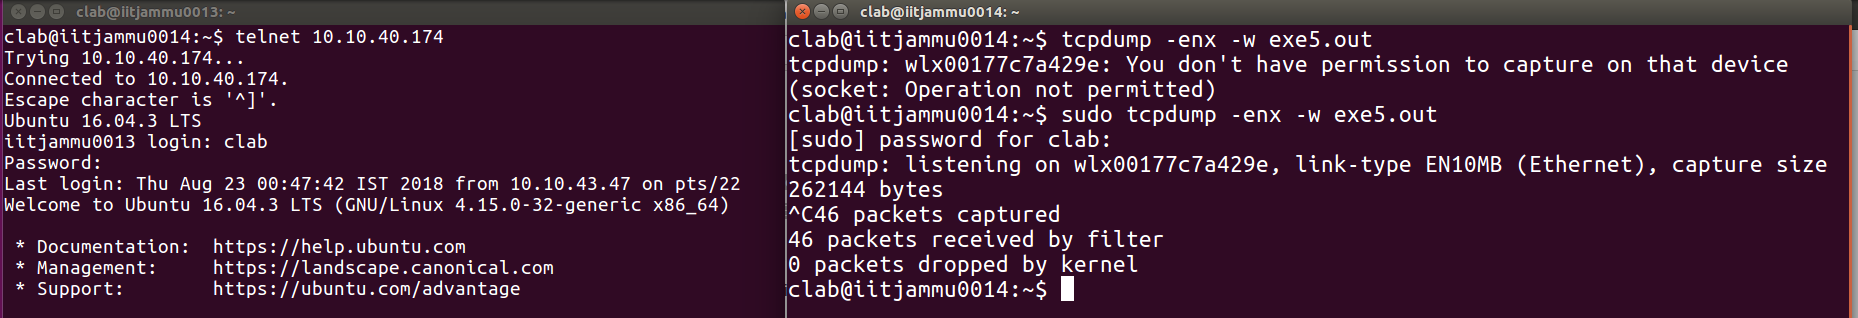 clab@iitjammu0013: ~
clab@iitjammu0014:~$ telnet 10.10.40.174
Trying 10.10.40.174...
Connected to 10.10.40.174.
Escape character is '^]'.
Ubuntu 16.04.3 LTS
iitjammu0013 login: clab
Password:
Last login: Thu Aug 23 00:47:42 IST 2018 from 10.10.43.47 on pts/22
Welcome to Ubuntu 16.04.3 LTS (GNU/Linux 4.15.0-32-generic x86_64)
* Documentation:  https://help.ubuntu.com
* Management:     https://landscape.canonical.com
* Support:        https://ubuntu.com/advantage
clab@iitjammu0014: ~
clab@iitjammu0014:~$ tcpdump -enx -w exe5.out
tcpdump: wlx00177c7a429e: You don't have permission to capture on that device
(socket: Operation not permitted)
clab@iitjammu0014:~$ sudo tcpdump -enx -w exe5.out
[sudo] password for clab:
tcpdump: listening on wlx00177c7a429e, link-type EN10MB (Ethernet), capture size
262144 bytes
^C46 packets captured
46 packets received by filter
0 packets dropped by kernel
clab@iitjammu0014:~$